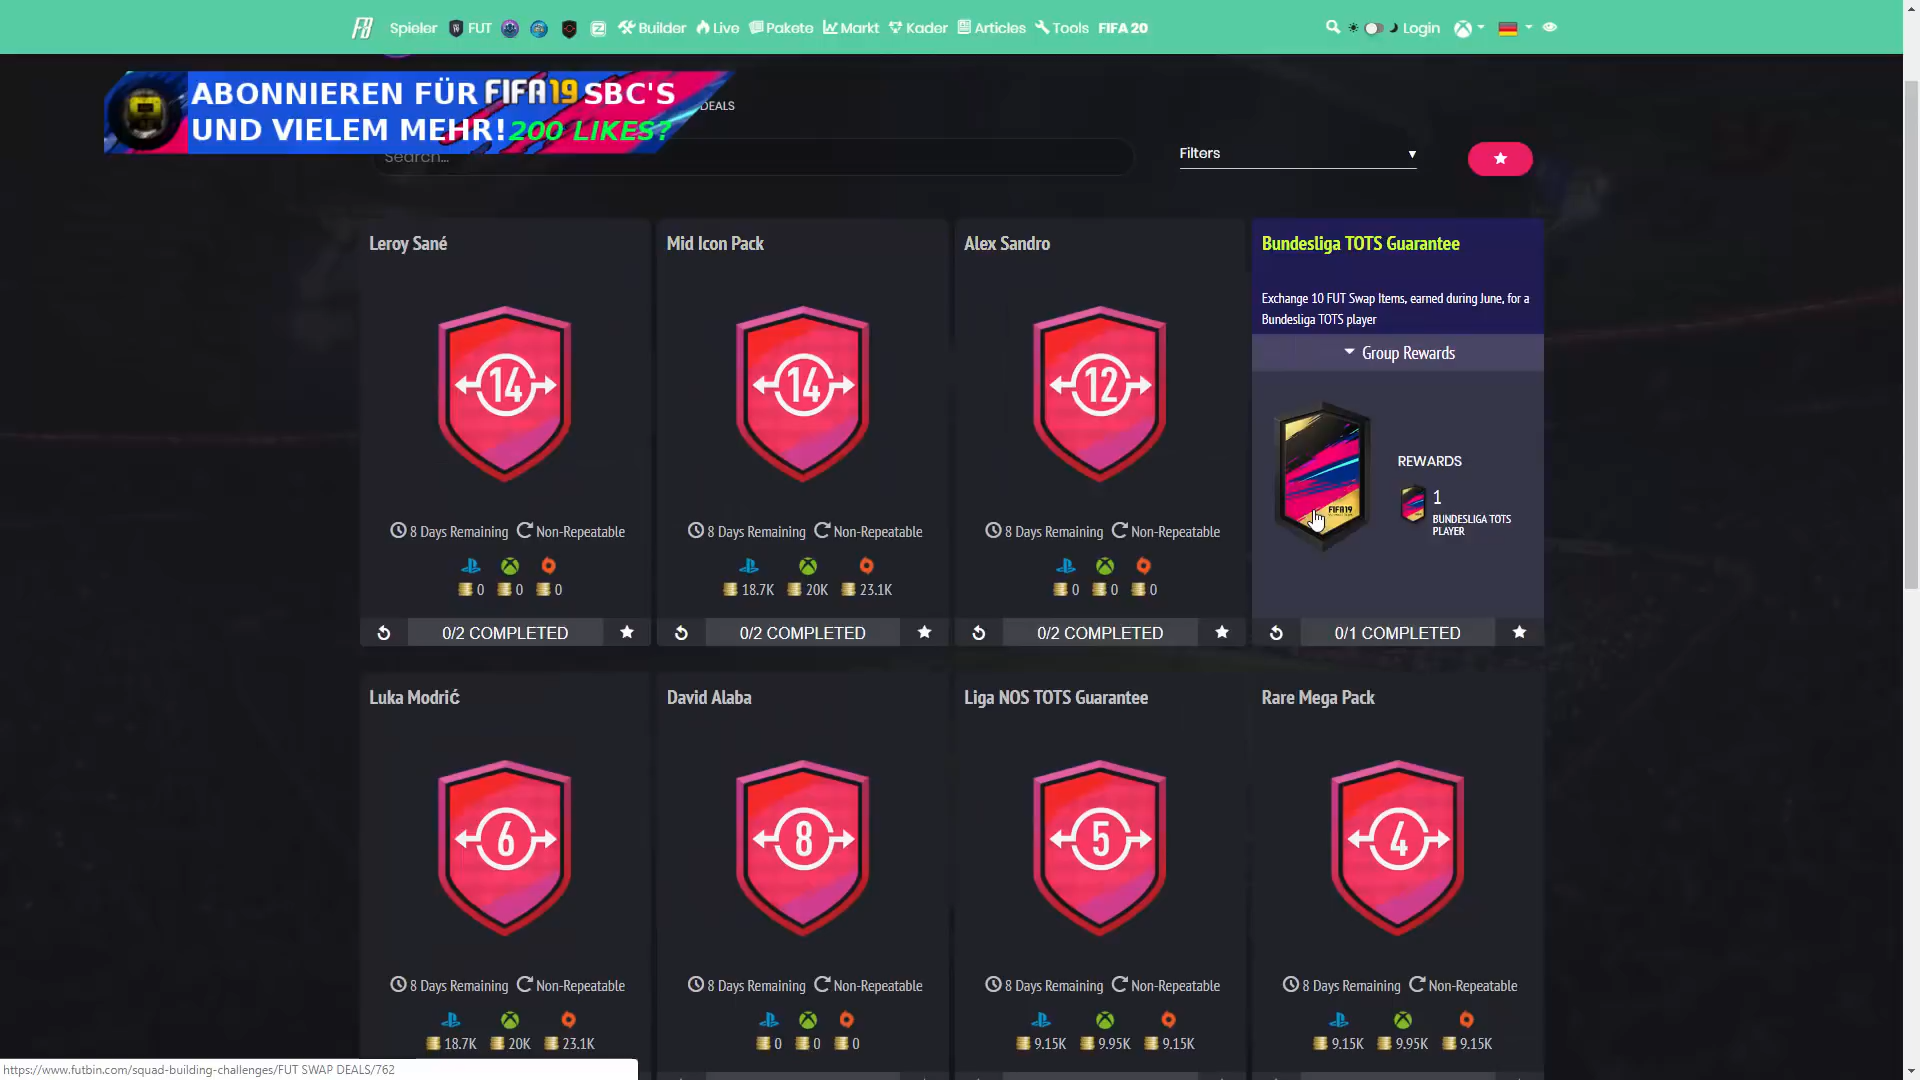 Spieler FUT Builder Live Pakete Markt Kader Articles Tools FIFA 20 Login
ABONNIEREN FÜR FIFA19 SBC'S
UND VIELEM MEHR! 200 LIKES?
DEALS
Search...
Filters
Leroy Sané
14
8 Days Remaining Non-Repeatable
0 0 0
0/2 COMPLETED
Mid Icon Pack
14
8 Days Remaining Non-Repeatable
18.7K 20K 23.1K
0/2 COMPLETED
Alex Sandro
12
8 Days Remaining Non-Repeatable
0 0 0
0/2 COMPLETED
Bundesliga TOTS Guarantee
Exchange 10 FUT Swap Items, earned during June, for a
Bundesliga TOTS player
Group Rewards
FIFA19
REWARDS
1
BUNDESLIGA TOTS
PLAYER
0/1 COMPLETED
Luka Modrić
6
8 Days Remaining Non-Repeatable
18.7K 20K 23.1K
David Alaba
8
8 Days Remaining Non-Repeatable
0 0 0
Liga NOS TOTS Guarantee
5
8 Days Remaining Non-Repeatable
9.15K 9.95K 9.15K
Rare Mega Pack
4
8 Days Remaining Non-Repeatable
9.15K 9.95K 9.15K
https://www.futbin.com/squad-building-challenges/FUT SWAP DEALS/762